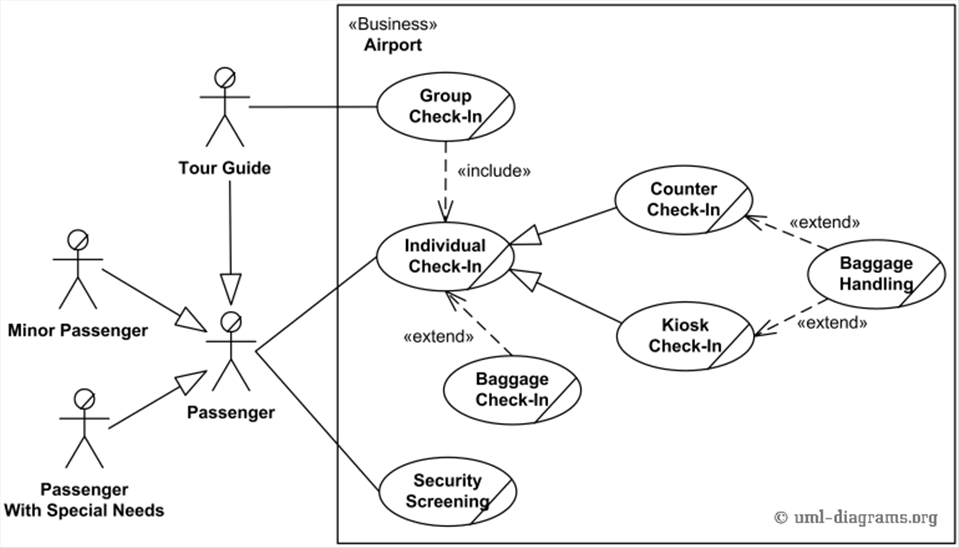 «Business»
Airport
Group
Check-In
Tour Guide
«include»
Counter
Check-In
«extend»
Individual
Check-In
Baggage
Handling
Minor Passenger
«extend»
Kiosk
Check-In
«extend»
Baggage
Check-In
Passenger
Passenger
With Special Needs
Security
Screening
© uml-diagrams.org